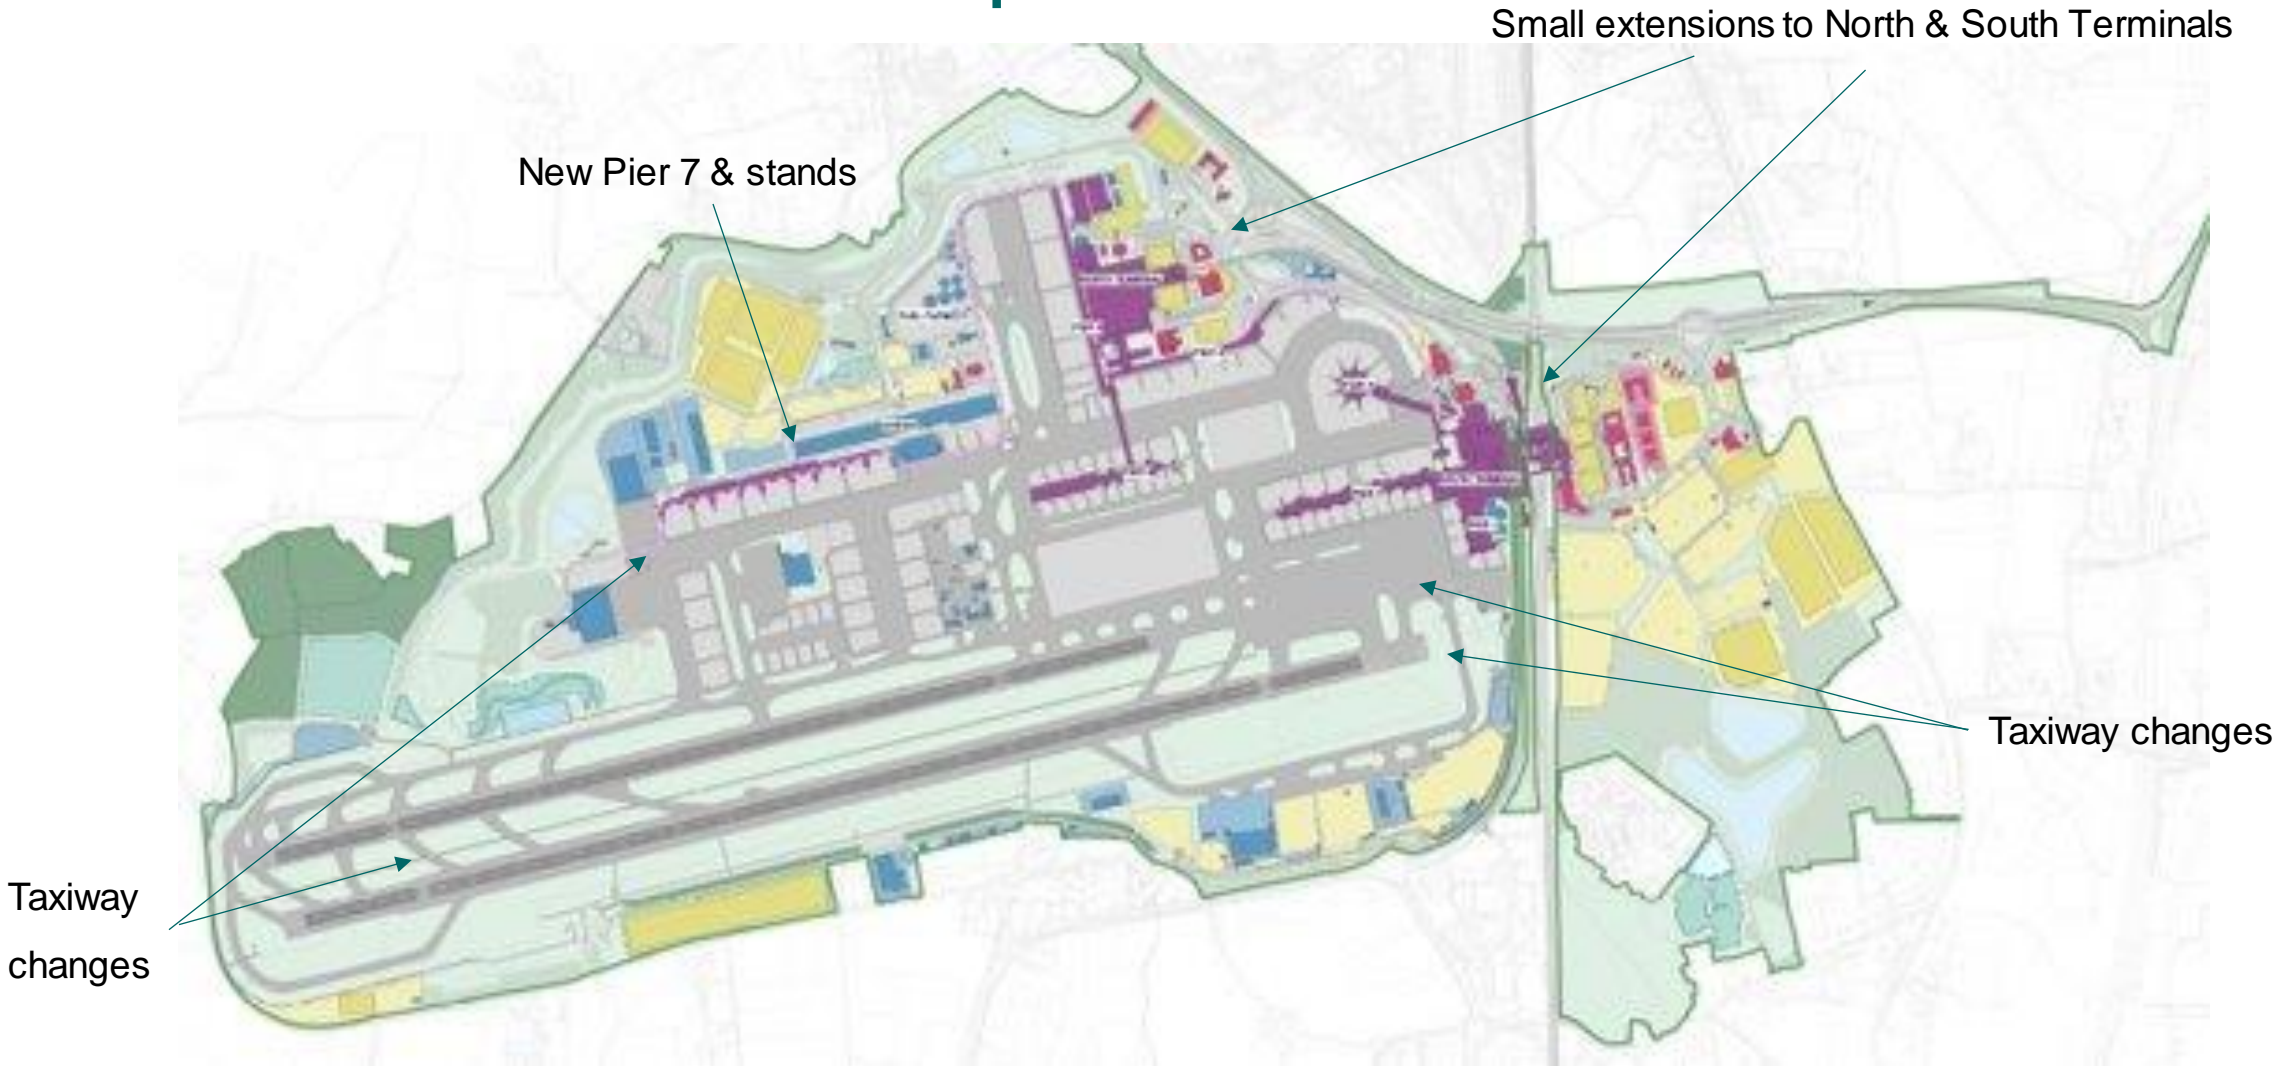 Small extensions to North & South Terminals
New Pier 7 & stands
Taxiway changes
Taxiway
changes